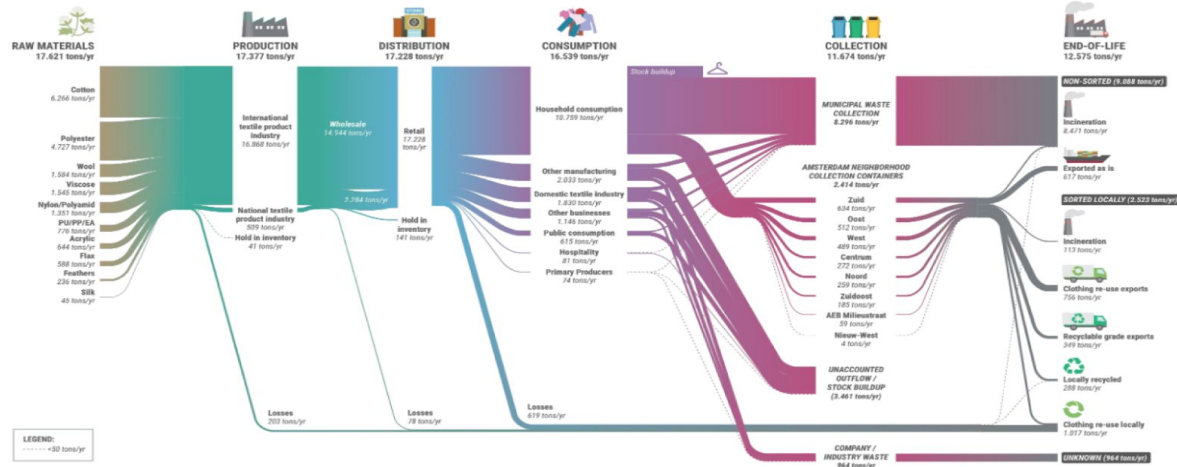 RAW MATERIALS
17.621 tons/yr
PRODUCTION
17.377 tons/yr
DISTRIBUTION
17.228 tons/yr
CONSUMPTION
16.539 tons/yr
COLLECTION
11.674 tons/yr
END-OF-LIFE
12.575 tons/yr
Cotton
6.266 tons/yr
Polyester
4.727 tons/yr
Wool
1.584 tons/yr
Viscose
1.545 tons/yr
Nylon/Polyamid
1.351 tons/yr
PU/PP/EA
776 tons/yr
Acrylic
644 tons/yr
Flax
588 tons/yr
Feathers
236 tons/yr
Silk
45 tons/yr
International
textile product
industry
16.868 tons/yr
National textile
product industry
509 tons/yr
Hold in inventory
41 tons/yr
Losses
203 tons/yr
Wholesale
14.944 tons/yr
2.284 tons/yr
Retail
17.228
tons/yr
Hold in
inventory
141 tons/yr
Losses
78 tons/yr
Stock buildup
Household consumption
10.759 tons/yr
Other manufacturing
2.033 tons/yr
Domestic textile industry
1.830 tons/yr
Other businesses
1.146 tons/yr
Public consumption
615 tons/yr
Hospitality
81 tons/yr
Primary Producers
74 tons/yr
Losses
619 tons/yr
MUNICIPAL WASTE
COLLECTION
8.296 tons/yr
AMSTERDAM NEIGHBORHOOD
COLLECTION CONTAINERS
2.414 tons/yr
Zuid
634 tons/yr
Oost
512 tons/yr
West
489 tons/yr
Centrum
272 tons/yr
Noord
259 tons/yr
Zuidoost
185 tons/yr
AEB Milieustraat
59 tons/yr
Nieuw-West
4 tons/yr
UNACCOUNTED
OUTFLOW /
STOCK BUILDUP
(3.461 tons/yr)
COMPANY /
INDUSTRY WASTE
964 tons/yr
NON-SORTED (9.088 tons/yr)
Incineration
8.471 tons/yr
Exported as is
617 tons/yr
SORTED LOCALLY (2.523 tons/yr)
Incineration
113 tons/yr
Clothing re-use exports
756 tons/yr
Recyclable grade exports
349 tons/yr
Locally recycled
288 tons/yr
Clothing re-use locally
1.017 tons/yr
UNKNOWN (964 tons/yr)
LEGEND:
<50 tons/yr